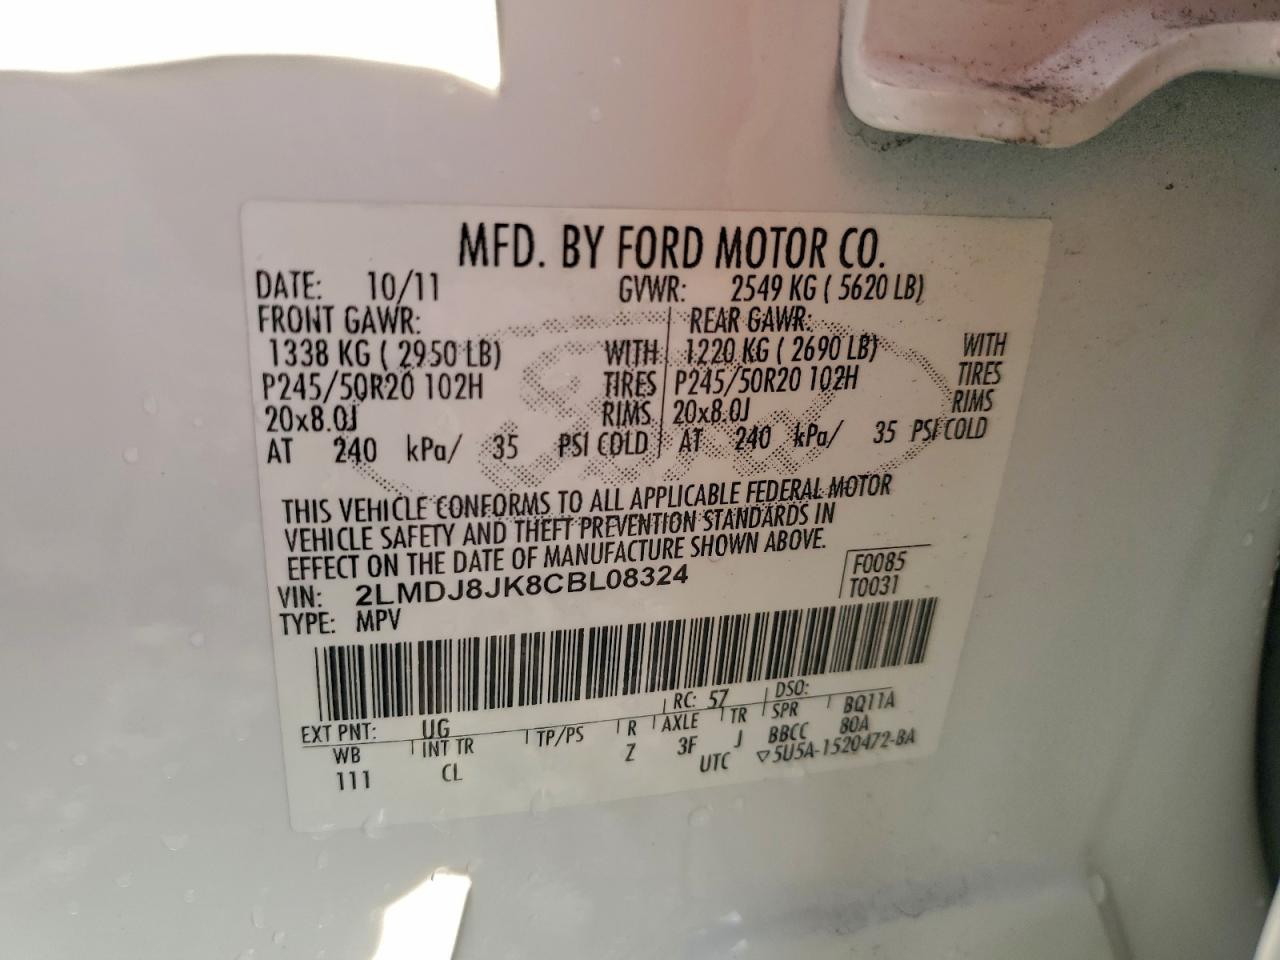 MFD. BY FORD MOTOR CO.
DATE: 10/11 GVWR: 2549 KG ( 5620 LB)
FRONT GAWR: REAR GAWR:
1338 KG ( 2950 LB) WITH 1220 KG ( 2690 LB) WITH
P245/50R20 102H TIRES P245/50R20 102H TIRES
20x8.0J RIMS 20x8.0J RIMS
AT 240 kPa/ 35 PSI COLD AT 240 kPa/ 35 PSI COLD
THIS VEHICLE CONFORMS TO ALL APPLICABLE FEDERAL MOTOR
VEHICLE SAFETY AND THEFT PREVENTION STANDARDS IN
EFFECT ON THE DATE OF MANUFACTURE SHOWN ABOVE.
VIN: 2LMDJ8JK8CBL08324 F0085
TYPE: MPV T0031
EXT PNT: UG RC: 57 DSO:
WB INT TR TP/PS R AXLE TR SPR BQ11A
111 CL Z 3F J BBCC 80A
UTC ▽5U5A-1520472-BA